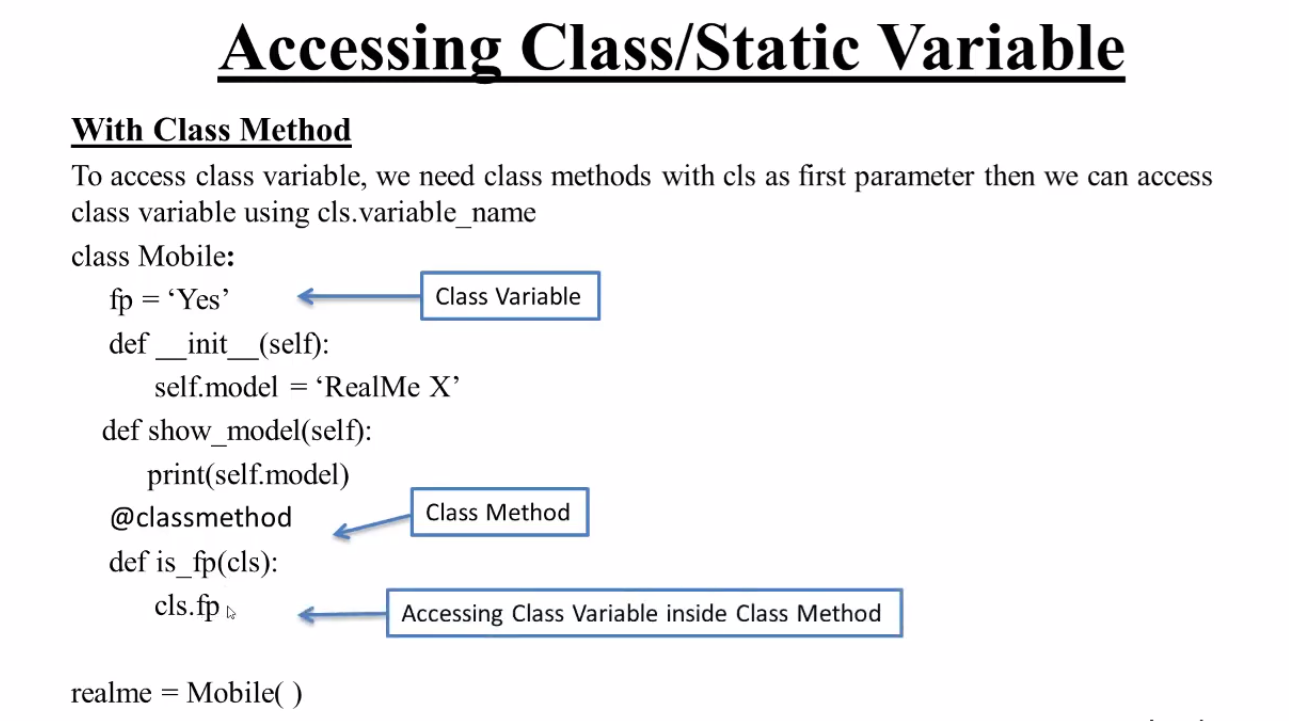 Accessing Class/Static Variable
With Class Method
To access class variable, we need class methods with cls as first parameter then we can access
class variable using cls.variable_name
class Mobile:
fp = ‘Yes’
Class Variable
def __init__(self):
self.model = ‘RealMe X’
def show_model(self):
print(self.model)
@classmethod
Class Method
def is_fp(cls):
cls.fp
Accessing Class Variable inside Class Method
realme = Mobile( )